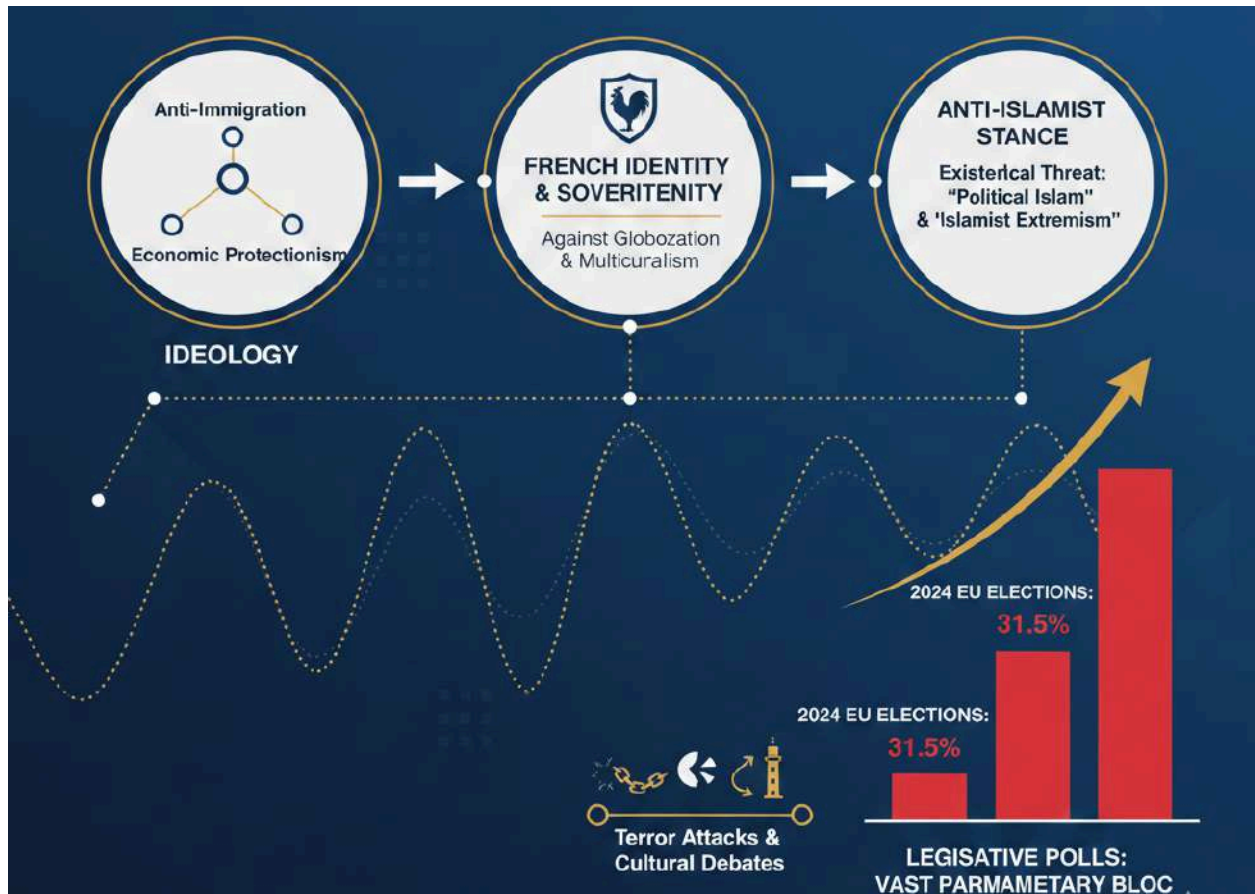 Anti-Immigration
Economic Protectionism
IDEOLOGY
FRENCH IDENTITY
& SOVERITENITY
Against Globozation
& Multicuralism
ANTI-ISLAMIST
STANCE
Existerical Threat:
"Political Islam"
& 'Islamist Extremism"
2024 EU ELECTIONS:
31.5%
2024 EU ELECTIONS:
31.5%
Terror Attacks &
Cultural Debates
LEGISATIVE POLLS:
VAST PARMAMETARY BLOC